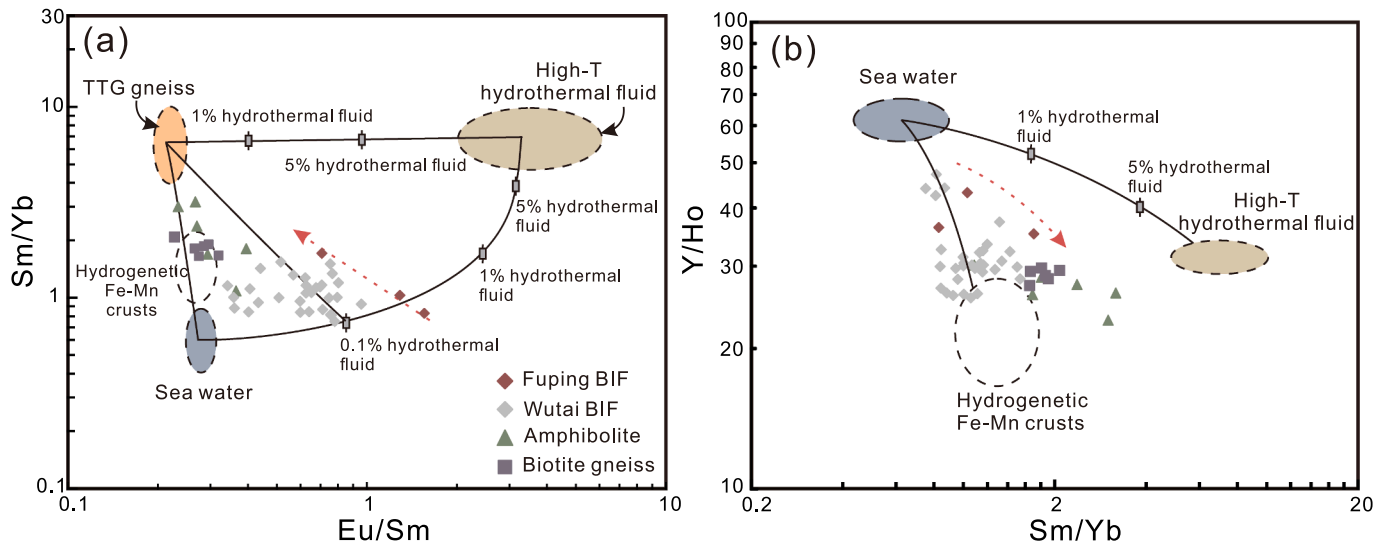 (a)
30
10
1
0.1
Sm/Yb
TTG gneiss
1% hydrothermal fluid
High-T
hydrothermal fluid
5% hydrothermal fluid
5% hydrothermal
fluid
1% hydrothermal
fluid
Hydrogenetic
Fe-Mn
crusts
0.1% hydrothermal
fluid
Sea water
Fuping BIF
Wutai BIF
Amphibolite
Biotite gneiss
0.1
1
10
Eu/Sm
(b)
100
90
80
70
60
50
40
30
20
10
Y/Ho
Sea water
1% hydrothermal
fluid
5% hydrothermal
fluid
High-T
hydrothermal fluid
Hydrogenetic
Fe-Mn crusts
0.2
2
20
Sm/Yb